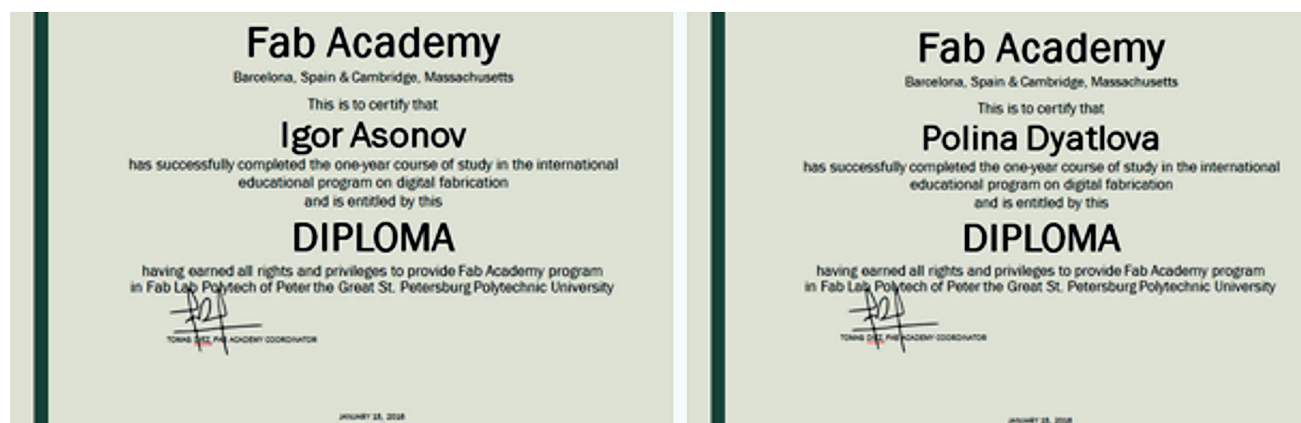 Fab Academy
Barcelona, Spain & Cambridge, Massachusetts
This is to certify that
Igor Asonov
has successfully completed the one-year course of study in the international
educational program on digital fabrication
and is entitled by this
DIPLOMA
having earned all rights and privileges to provide Fab Academy program
in Fab Lab Polytech of Peter the Great St. Petersburg Polytechnic University
TOMAS DIEZ, FAB ACADEMY COORDINATOR
JANUARY 15, 2016
Fab Academy
Barcelona, Spain & Cambridge, Massachusetts
This is to certify that
Polina Dyatlova
has successfully completed the one-year course of study in the international
educational program on digital fabrication
and is entitled by this
DIPLOMA
having earned all rights and privileges to provide Fab Academy program
in Fab Lab Polytech of Peter the Great St. Petersburg Polytechnic University
TOMAS DIEZ, FAB ACADEMY COORDINATOR
JANUARY 15, 2016